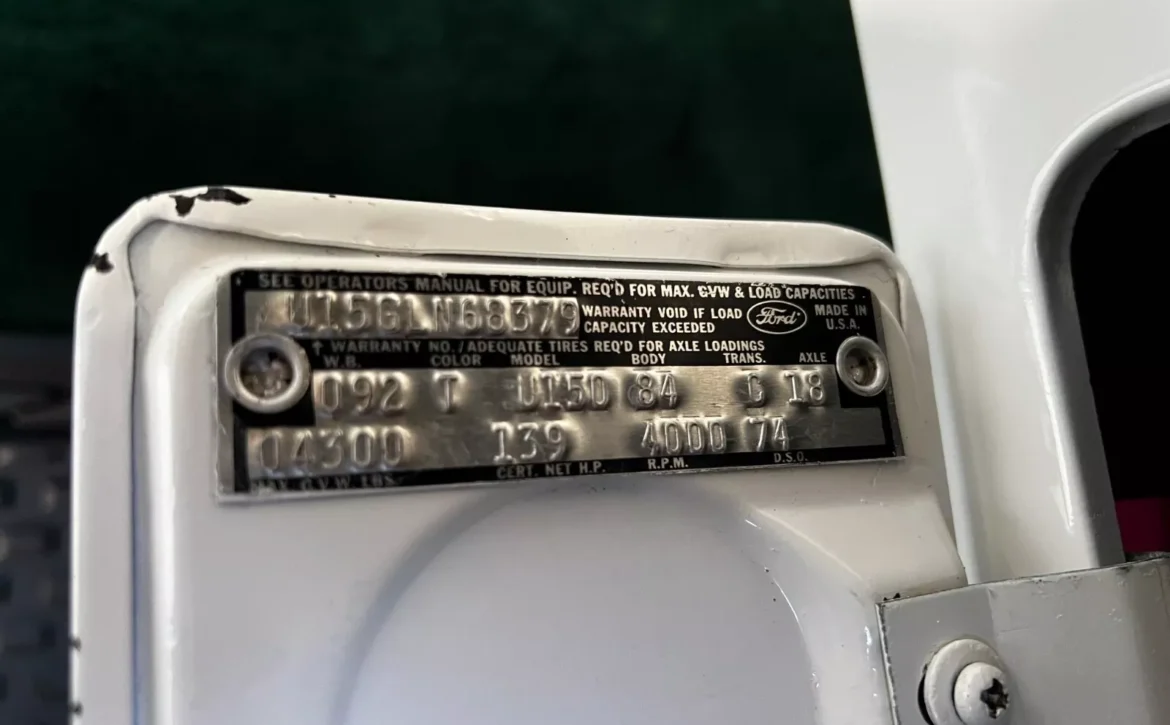 SEE OPERATORS MANUAL FOR EQUIP. REQ'D FOR MAX. GVW & LOAD CAPACITIES
U15GLN68379 WARRANTY VOID IF LOAD CAPACITY EXCEEDED Ford MADE IN U.S.A.
↑ WARRANTY NO./ADEQUATE TIRES REQ'D FOR AXLE LOADINGS
W.B. COLOR MODEL BODY TRANS. AXLE
092 T U150 84 C 18
04300 139 4000 74
MAX. G.V.W. LBS. CERT. NET H.P. R.P.M. D.S.O.